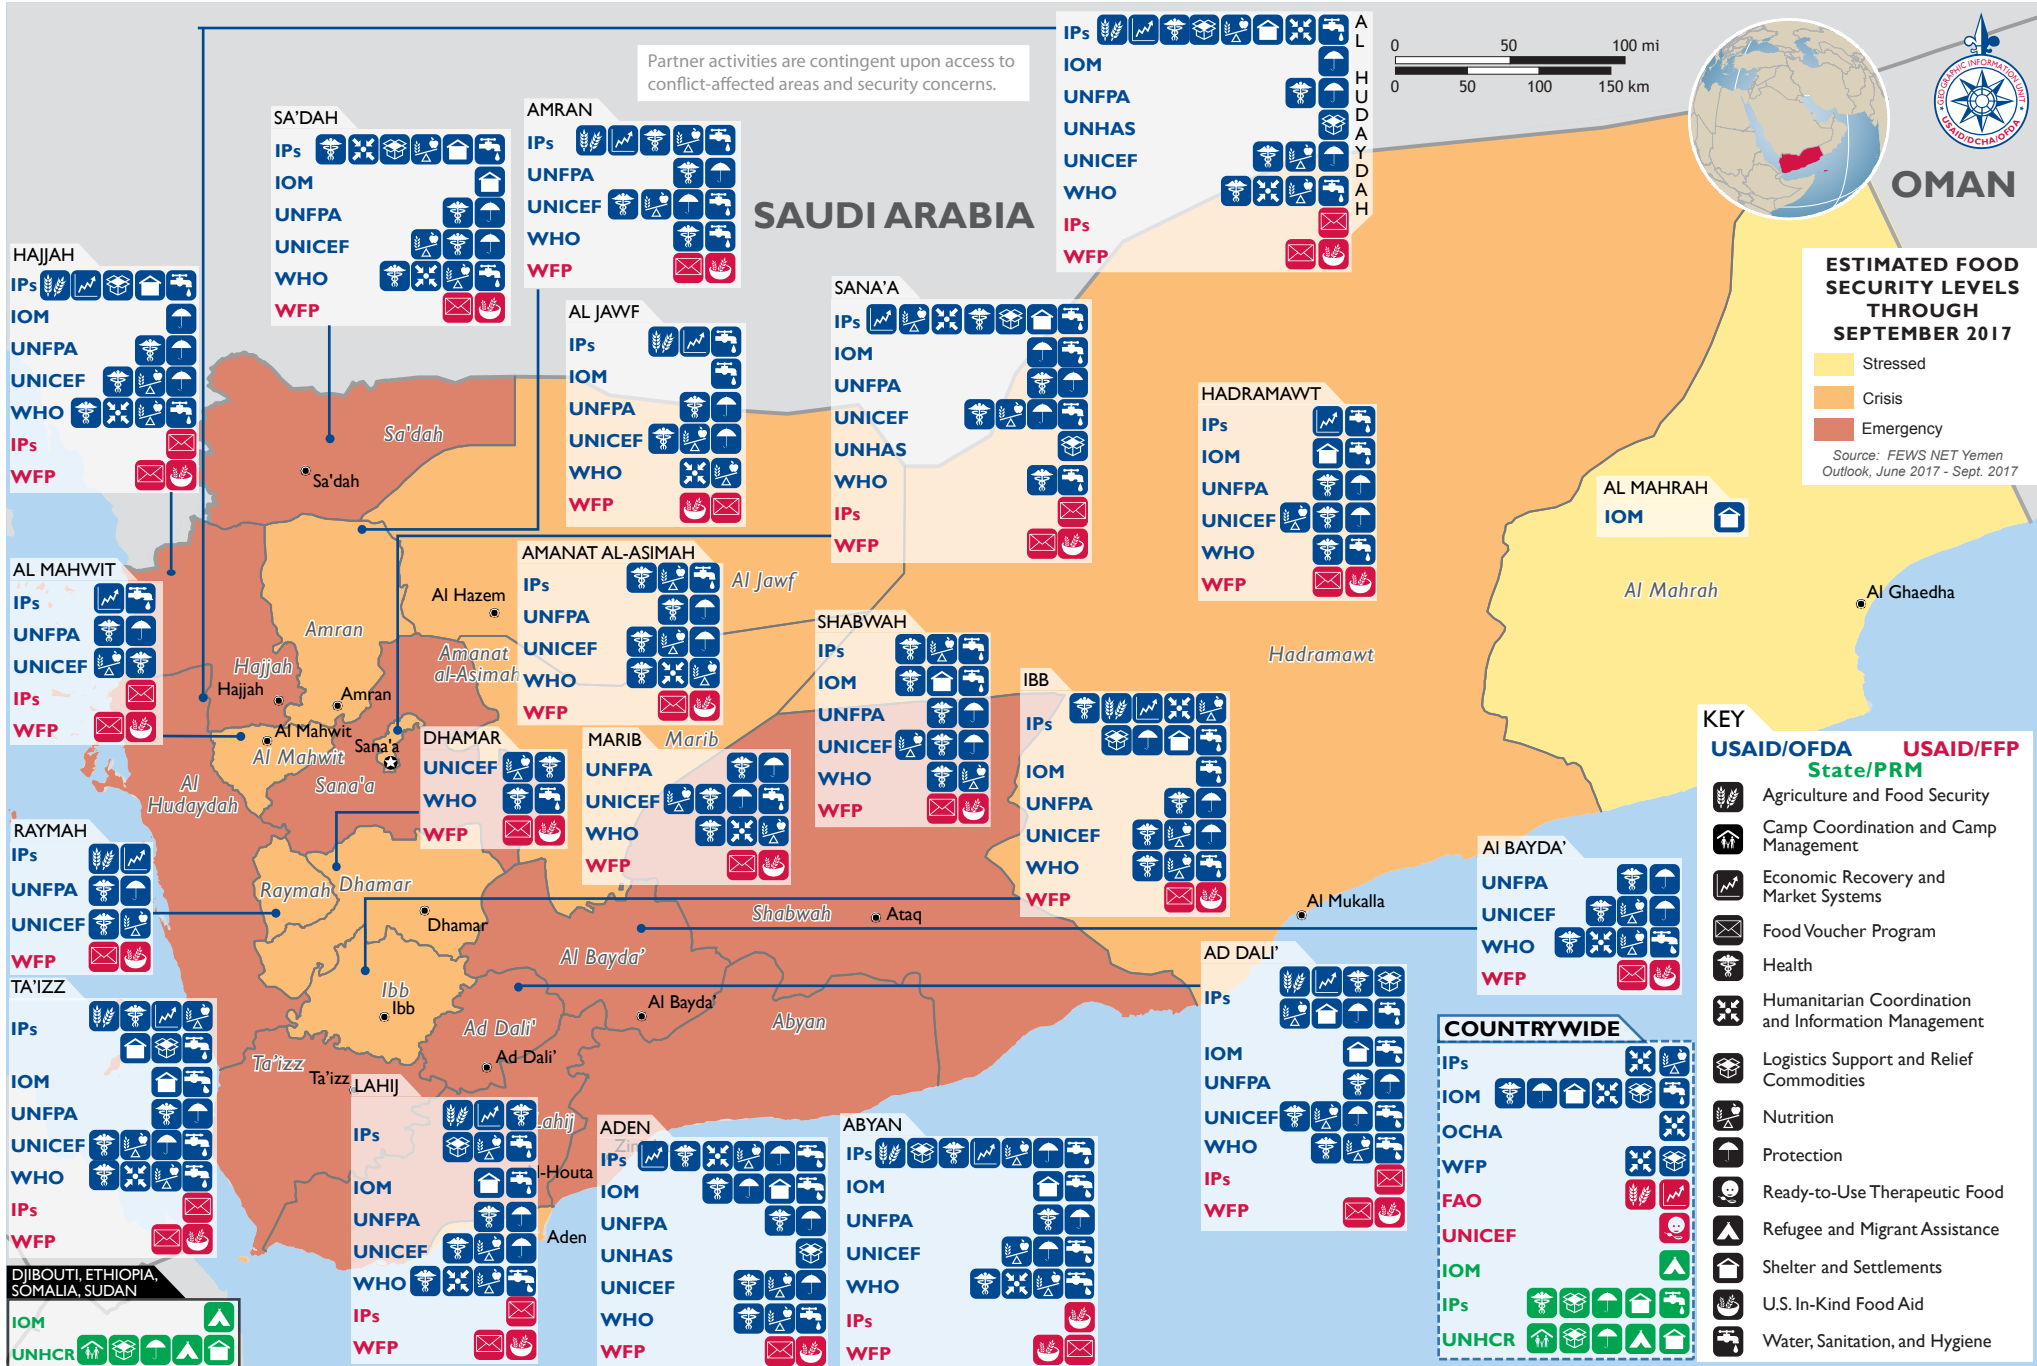 Partner activities are contingent upon access to
conflict-affected areas and security concerns.
0 50 100 mi
0 50 100 150 km
GEOGRAPHIC INFORMATION UNIT
USAID/DCHA/OFDA
SAUDI ARABIA
OMAN
AL HUDAYDAH
IPs
IOM
UNFPA
UNHAS
UNICEF
WHO
IPs
WFP
SA'DAH
IPs
IOM
UNFPA
UNICEF
WHO
WFP
AMRAN
IPs
UNFPA
UNICEF
WHO
WFP
HAJJAH
IPs
IOM
UNFPA
UNICEF
WHO
IPs
WFP
AL JAWF
IPs
IOM
UNFPA
UNICEF
WHO
WFP
SANA'A
IPs
IOM
UNFPA
UNICEF
UNHAS
WHO
IPs
WFP
HADRAMAWT
IPs
IOM
UNFPA
UNICEF
WHO
WFP
ESTIMATED FOOD
SECURITY LEVELS
THROUGH
SEPTEMBER 2017
Stressed
Crisis
Emergency
Source: FEWS NET Yemen
Outlook, June 2017 - Sept. 2017
AL MAHRAH
IOM
AL MAHWIT
IPs
UNFPA
UNICEF
IPs
WFP
AMANAT AL-ASIMAH
IPs
UNFPA
UNICEF
WHO
WFP
SHABWAH
IPs
IOM
UNFPA
UNICEF
WHO
WFP
IBB
IPs
IOM
UNFPA
UNICEF
WHO
WFP
DHAMAR
UNICEF
WHO
WFP
MARIB
UNFPA
UNICEF
WHO
WFP
RAYMAH
IPs
UNFPA
UNICEF
WFP
Al BAYDA'
UNFPA
UNICEF
WHO
WFP
TA'IZZ
IPs
IOM
UNFPA
UNICEF
WHO
IPs
WFP
AD DALI'
IPs
IOM
UNFPA
UNICEF
WHO
IPs
WFP
LAHIJ
IPs
IOM
UNFPA
UNICEF
WHO
IPs
WFP
ADEN
IPs
IOM
UNFPA
UNHAS
UNICEF
WHO
WFP
ABYAN
IPs
IOM
UNFPA
UNICEF
WHO
IPs
WFP
DJIBOUTI, ETHIOPIA,
SOMALIA, SUDAN
IOM
UNHCR
COUNTRYWIDE
IPs
IOM
OCHA
WFP
FAO
UNICEF
IOM
IPs
UNHCR
KEY
USAID/OFDA USAID/FFP
State/PRM
Agriculture and Food Security
Camp Coordination and Camp
Management
Economic Recovery and
Market Systems
Food Voucher Program
Health
Humanitarian Coordination
and Information Management
Logistics Support and Relief
Commodities
Nutrition
Protection
Ready-to-Use Therapeutic Food
Refugee and Migrant Assistance
Shelter and Settlements
U.S. In-Kind Food Aid
Water, Sanitation, and Hygiene
Sa'dah
Sa'dah
Al Hazem
Al Jawf
Amran
Amanat
al-Asimah
Hajjah
Hajjah
Amran
Al Mahwit
Al Mahwit
Sana'a
Sana'a
Marib
Al
Hudaydah
Hadramawt
Al Mahrah
Al Ghaedha
Raymah
Dhamar
Dhamar
Shabwah
Ataq
Al Mukalla
Al Bayda'
Ibb
Ibb
Al Bayda'
Ad Dali'
Abyan
Ta'izz
Ta'izz
Ad Dali'
Lahij
l-Houta
Zin
Aden